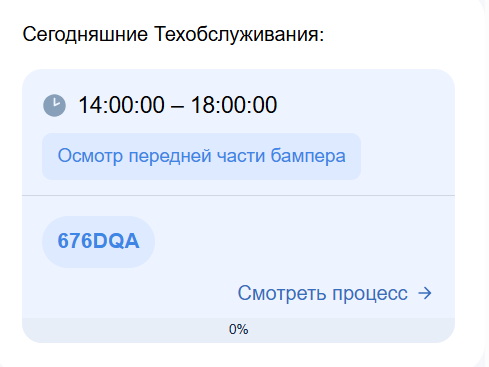 Сегодняшние Техобслуживания:
14:00:00 – 18:00:00
Осмотр передней части бампера
676DQA
Смотреть процесс →
0%